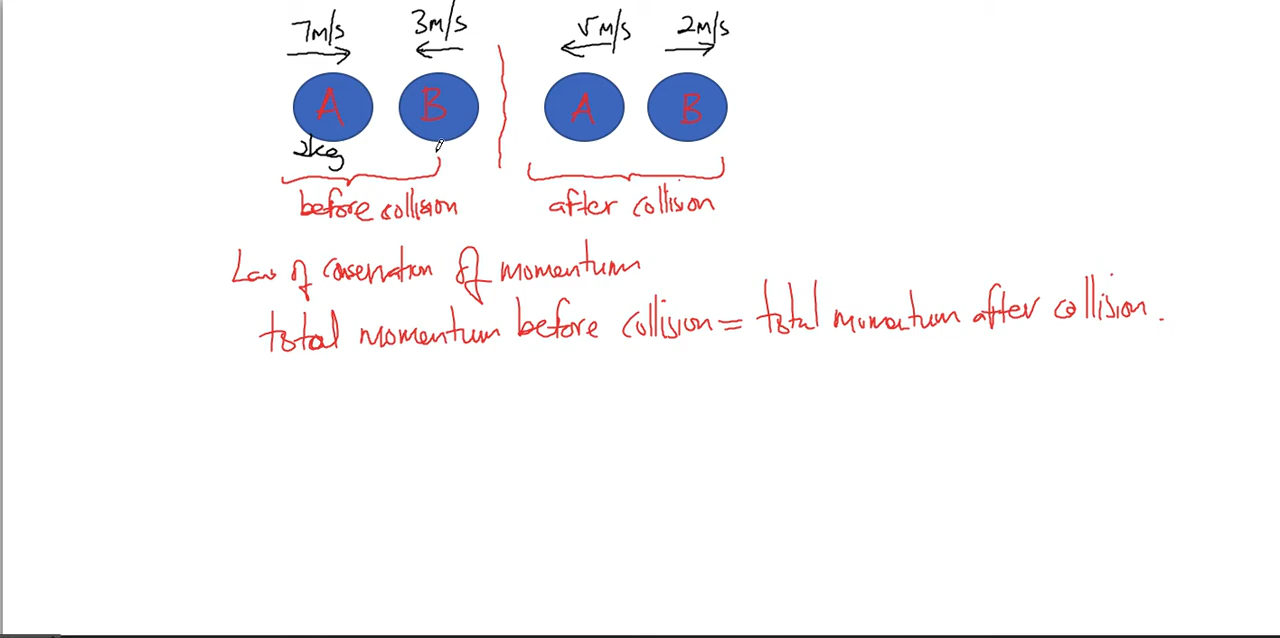 7m/s 3m/s 5m/s 2m/s
A B A B
2kg
before collision after collision
Law of conservation of momentum
total momentum before collision = total momentum after collision.